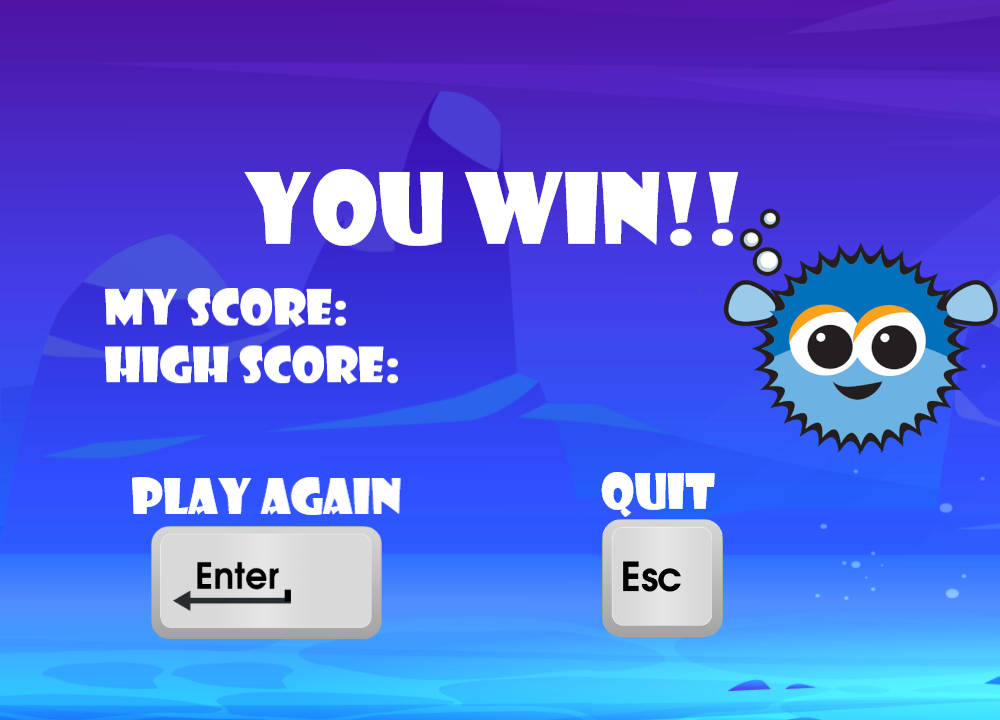 YOU WIN!!
MY SCORE:
HIGH SCORE:
PLAY AGAIN
QUIT
Enter
Esc